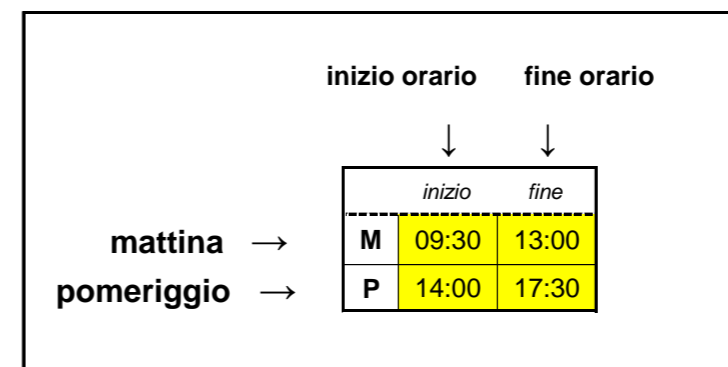 inizio orario fine orario
↓ ↓
inizio fine
mattina → M 09:30 13:00
pomeriggio → P 14:00 17:30